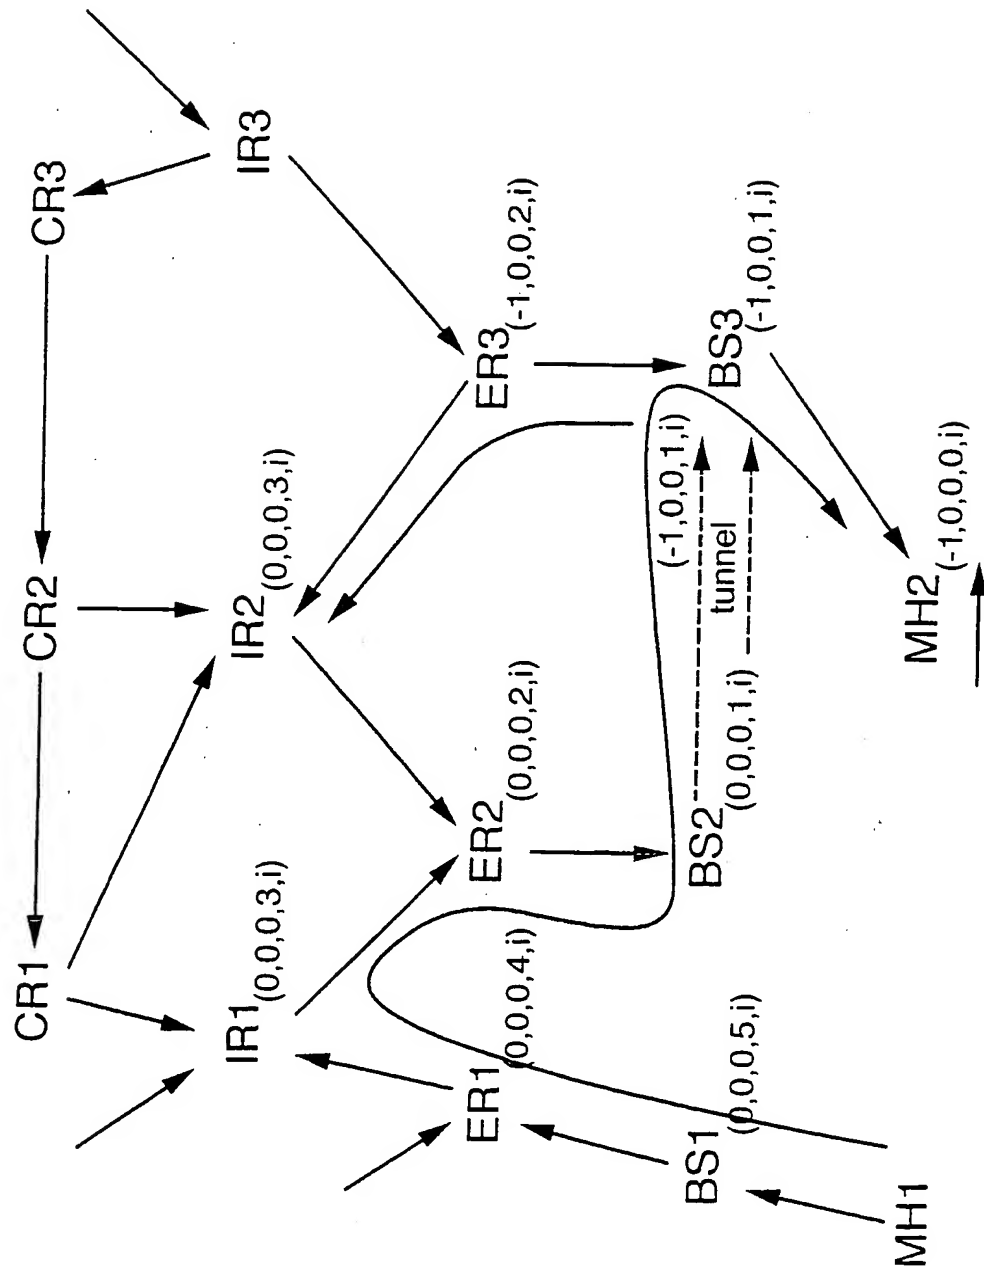 CR1
CR2
CR3
IR1(0,0,0,3,i)
IR2(0,0,0,3,i)
IR3
ER1(0,0,0,4,i)
ER2(0,0,0,2,i)
ER3(-1,0,0,2,i)
BS1(0,0,0,5,i)
BS2(0,0,0,1,i)
(-1,0,0,1,i)
tunnel
BS3(-1,0,0,1,i)
MH1
MH2(-1,0,0,0,i)